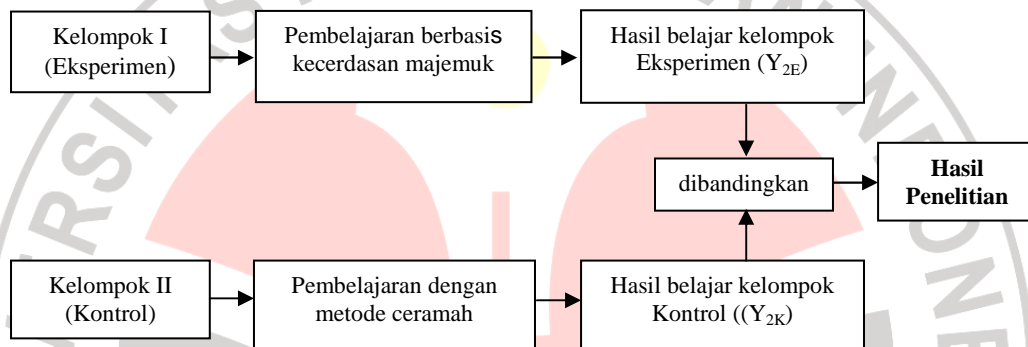 Kelompok I
(Eksperimen)
Pembelajaran berbasis
kecerdasan majemuk
Hasil belajar kelompok
Eksperimen (Y2E)
dibandingkan
Hasil
Penelitian
Kelompok II
(Kontrol)
Pembelajaran dengan
metode ceramah
Hasil belajar kelompok
Kontrol ((Y2K)